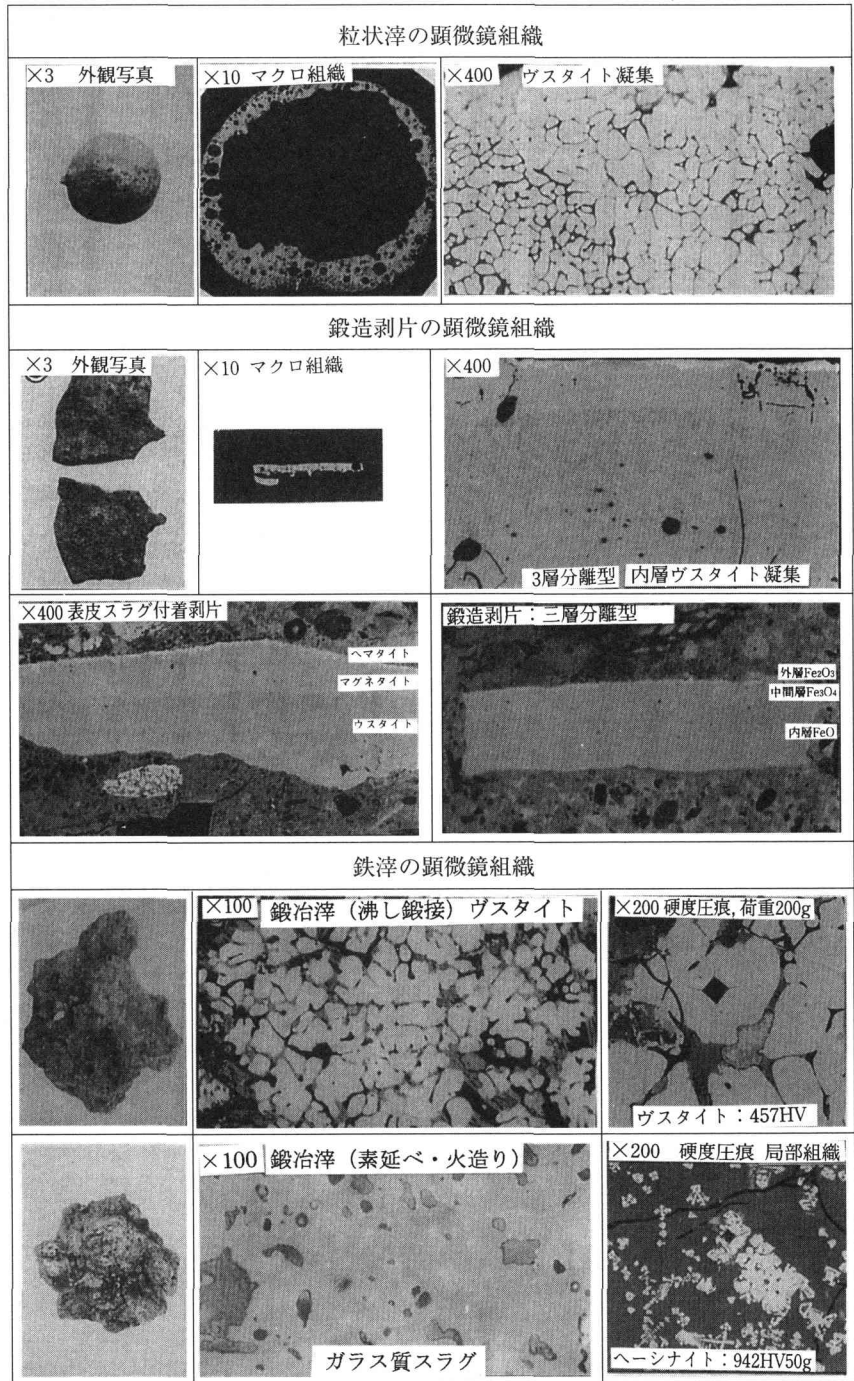 粒状滓の顕微鏡組織
×3 外観写真
×10 マクロ組織
×400 ヴスタイト凝集
鍛造剥片の顕微鏡組織
×3 外観写真
×10 マクロ組織
×400
3層分離型 内層ヴスタイト凝集
×400 表皮スラグ付着剥片
ヘマタイト
マグネタイト
ウスタイト
鍛造剥片：三層分離型
外層Fe₂O₃
中間層Fe₃O₄
内層FeO
鉄滓の顕微鏡組織
×100 鍛冶滓（沸し鍛接）ヴスタイト
×200 硬度圧痕, 荷重200g
ヴスタイト：457HV
×100 鍛冶滓（素延べ・火造り）
ガラス質スラグ
×200 硬度圧痕 局部組織
ヘーシナイト：942HV50g